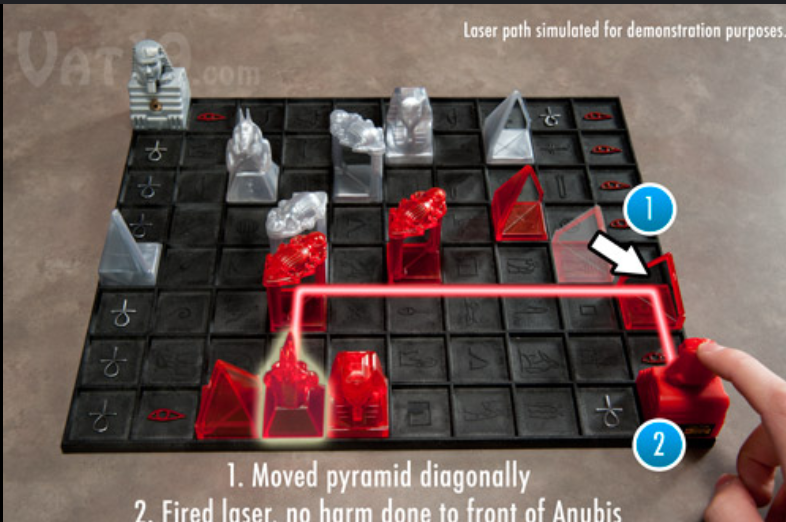 Laser path simulated for demonstration purposes.
VAT19.com
1
2
1. Moved pyramid diagonally
2. Fired laser, no harm done to front of Anubis